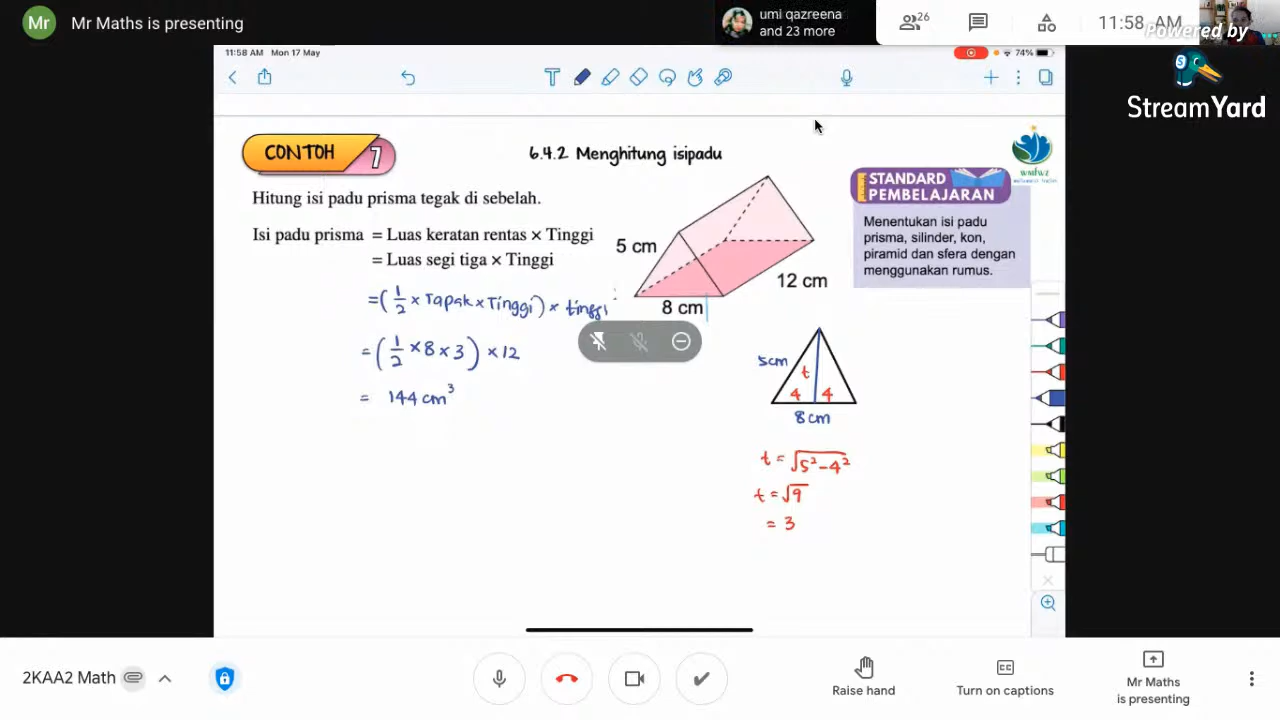 Mr
Mr Maths is presenting
umi qazreena
and 23 more
26
11:58 AM
Powered by
StreamYard
11:58 AM Mon 17 May
74%
CONTOH 7
6.4.2 Menghitung isipadu
STANDARD
PEMBELAJARAN
Menentukan isi padu
prisma, silinder, kon,
piramid dan sfera dengan
menggunakan rumus.
Hitung isi padu prisma tegak di sebelah.
Isi padu prisma = Luas keratan rentas × Tinggi
= Luas segi tiga × Tinggi
= (1/2 × Tapak × Tinggi) × tinggi
= (1/2 × 8 × 3) × 12
= 144 cm³
5 cm
12 cm
8 cm
5cm
t
4 4
8cm
t = √5² - 4²
t = √9
= 3
2KAA2 Math
Raise hand
Turn on captions
Mr Maths
is presenting